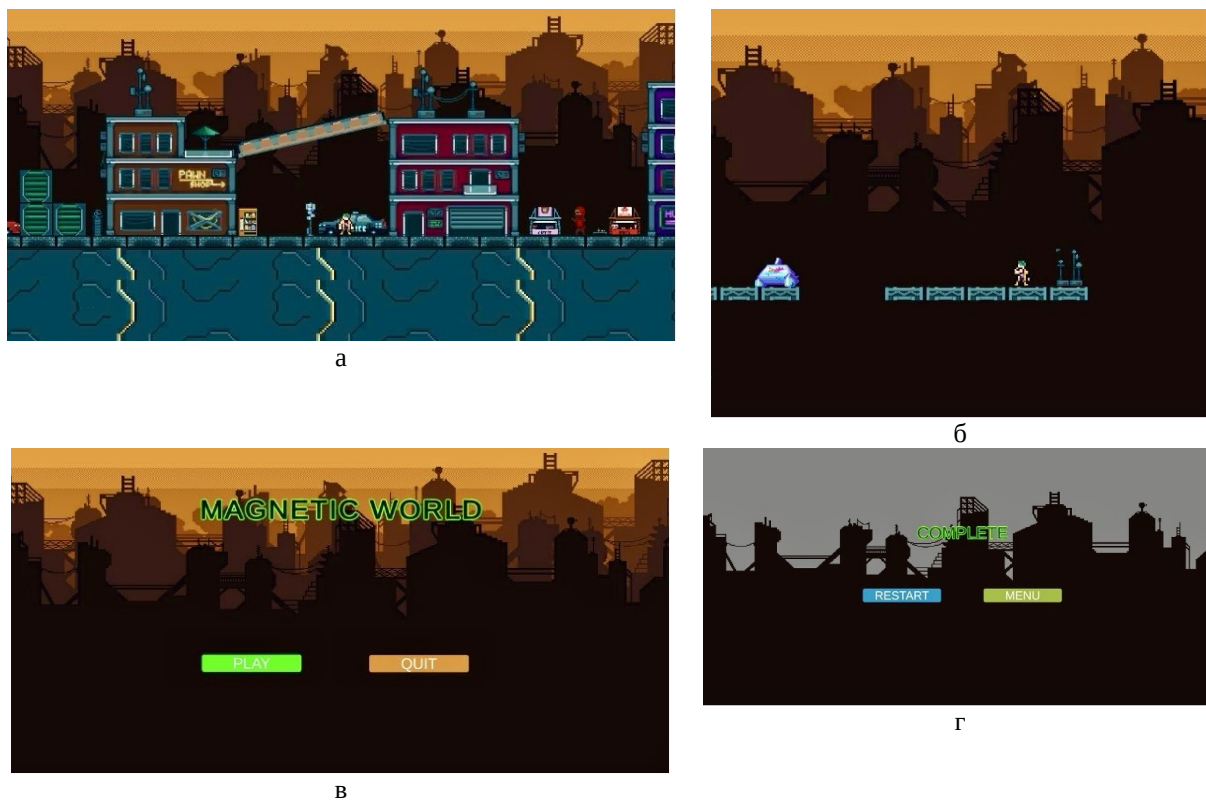 PAWN
SHOP
а
б
MAGNETIC WORLD
PLAY
QUIT
в
COMPLETE
RESTART
MENU
г